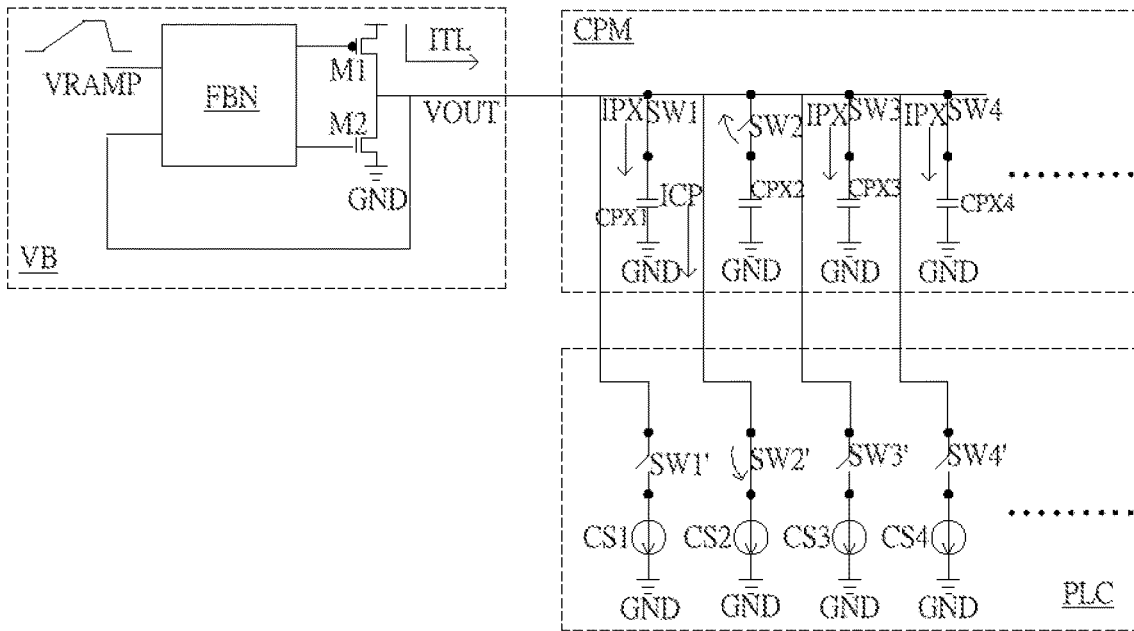 CPM
ITL
VRAMP
FBN
M1
M2
VOUT
GND
VB
IPX SW1
SW2
IPX SW3
IPX SW4
CPX1
ICP
CPX2
CPX3
CPX4
GND
GND
GND
GND
SW1'
SW2'
SW3'
SW4'
CS1
CS2
CS3
CS4
GND
GND
GND
GND
PLC